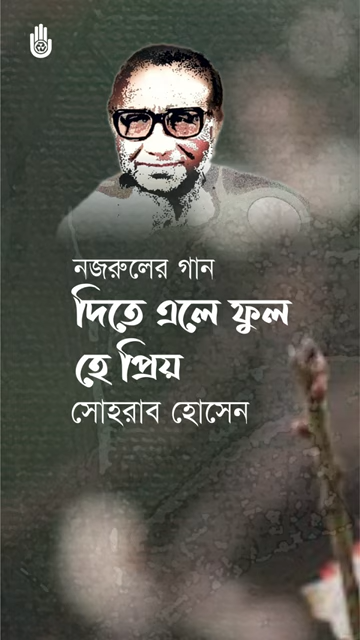 নজরুলের গান
দিতে এলে ফুল
হে প্রিয়
সোহরাব হোসেন